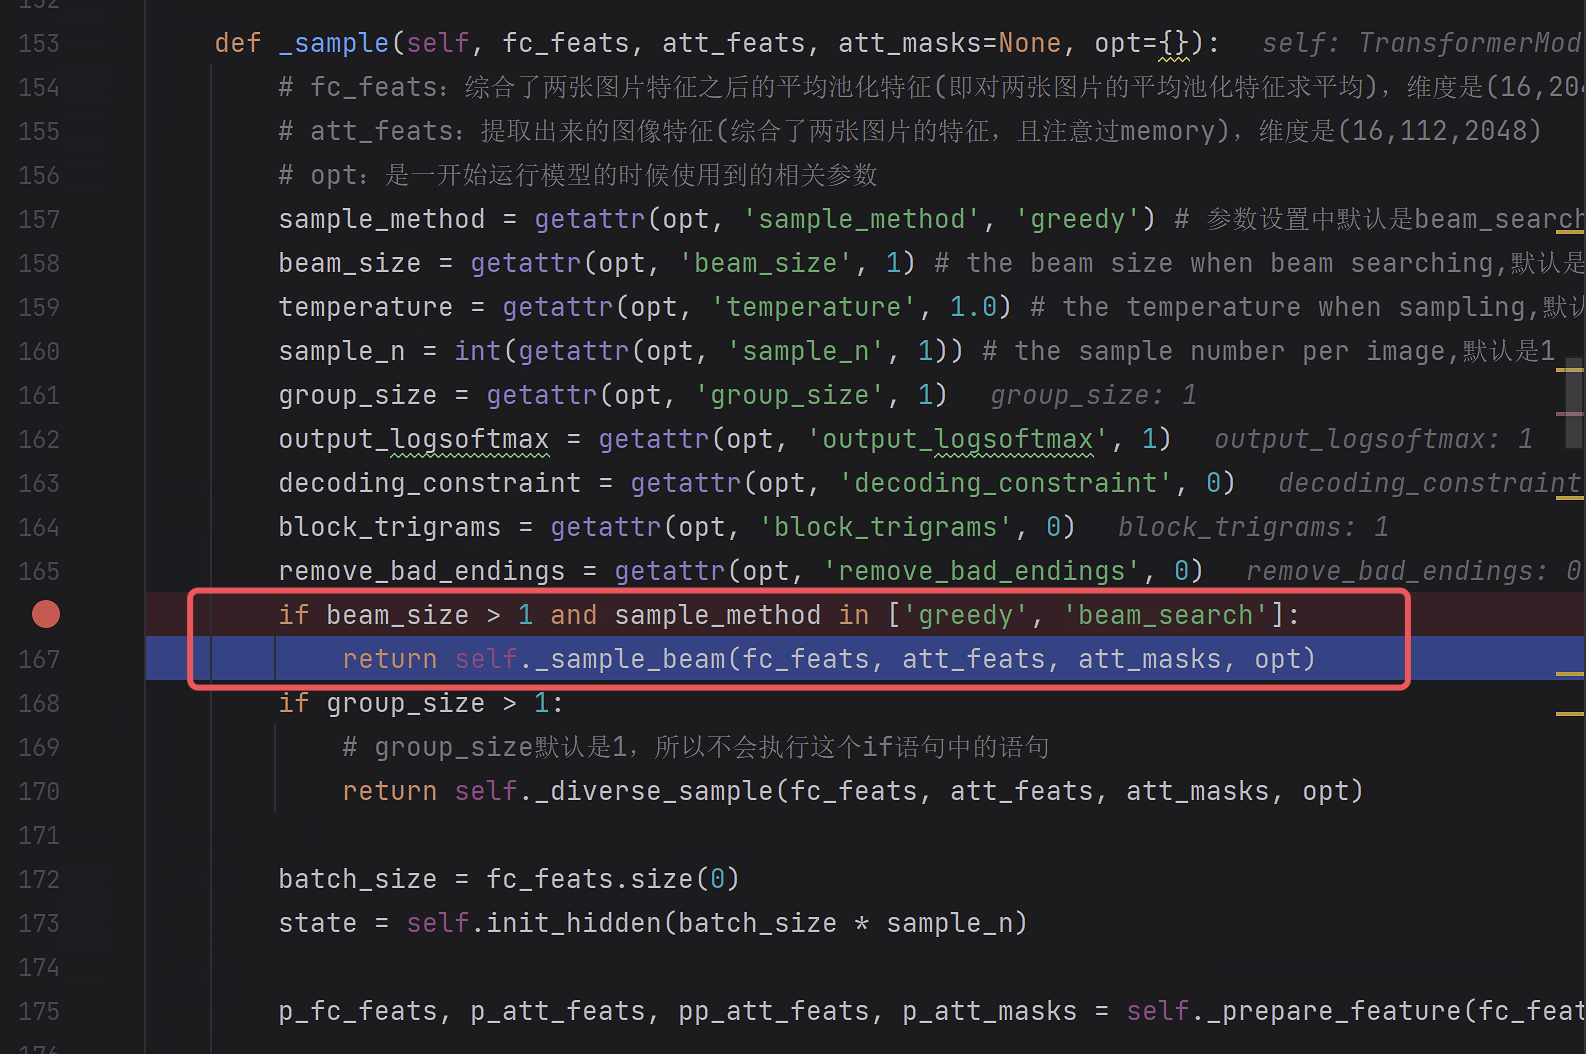 152
153 def _sample(self, fc_feats, att_feats, att_masks=None, opt={}): self: TransformerMod
154 # fc_feats：综合了两张图片特征之后的平均池化特征(即对两张图片的平均池化特征求平均)，维度是(16,204
155 # att_feats：提取出来的图像特征(综合了两张图片的特征，且注意过memory)，维度是(16,112,2048)
156 # opt：是一开始运行模型的时候使用到的相关参数
157 sample_method = getattr(opt, 'sample_method', 'greedy') # 参数设置中默认是beam_search
158 beam_size = getattr(opt, 'beam_size', 1) # the beam size when beam searching,默认是
159 temperature = getattr(opt, 'temperature', 1.0) # the temperature when sampling,默认
160 sample_n = int(getattr(opt, 'sample_n', 1)) # the sample number per image,默认是1
161 group_size = getattr(opt, 'group_size', 1) group_size: 1
162 output_logsoftmax = getattr(opt, 'output_logsoftmax', 1) output_logsoftmax: 1
163 decoding_constraint = getattr(opt, 'decoding_constraint', 0) decoding_constraint
164 block_trigrams = getattr(opt, 'block_trigrams', 0) block_trigrams: 1
165 remove_bad_endings = getattr(opt, 'remove_bad_endings', 0) remove_bad_endings: 0
if beam_size > 1 and sample_method in ['greedy', 'beam_search']:
167 return self._sample_beam(fc_feats, att_feats, att_masks, opt)
168 if group_size > 1:
169 # group_size默认是1，所以不会执行这个if语句中的语句
170 return self._diverse_sample(fc_feats, att_feats, att_masks, opt)
171
172 batch_size = fc_feats.size(0)
173 state = self.init_hidden(batch_size * sample_n)
174
175 p_fc_feats, p_att_feats, pp_att_feats, p_att_masks = self._prepare_feature(fc_feat
176